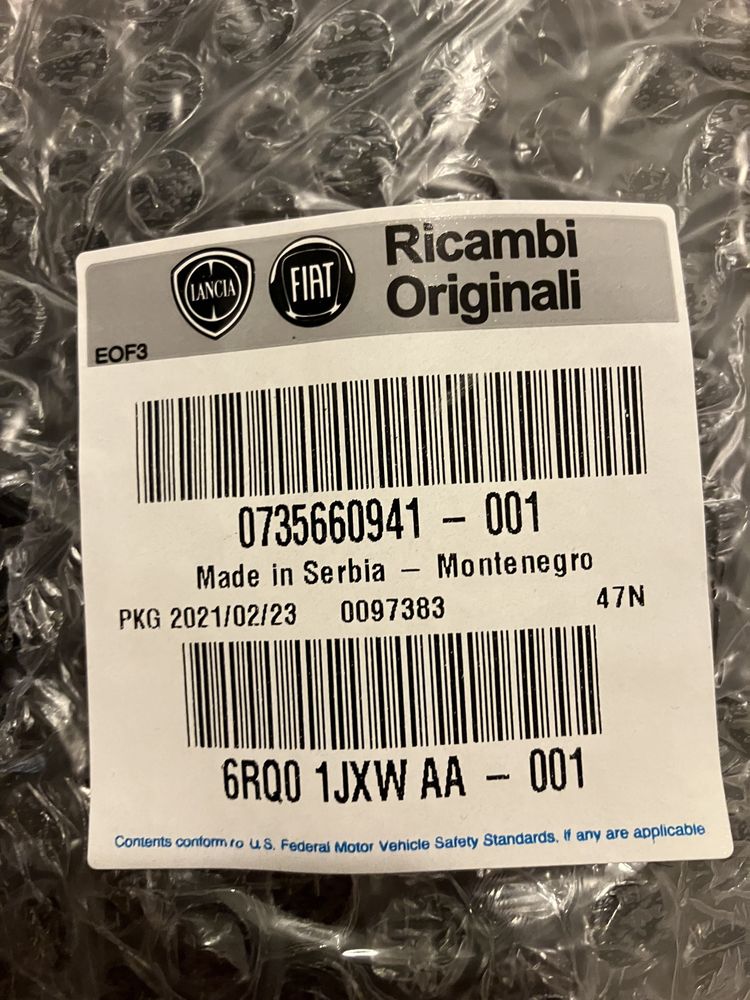 LANCIA
FIAT
Ricambi
Originali
EOF3
0735660941 – 001
Made in Serbia – Montenegro
PKG 2021/02/23 0097383 47N
6RQ0 1JXW AA – 001
Contents conform to U.S. Federal Motor Vehicle Safety Standards. If any are applicable